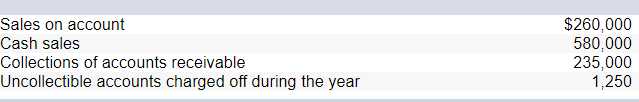 Sales on account $260,000
Cash sales 580,000
Collections of accounts receivable 235,000
Uncollectible accounts charged off during the year 1,250